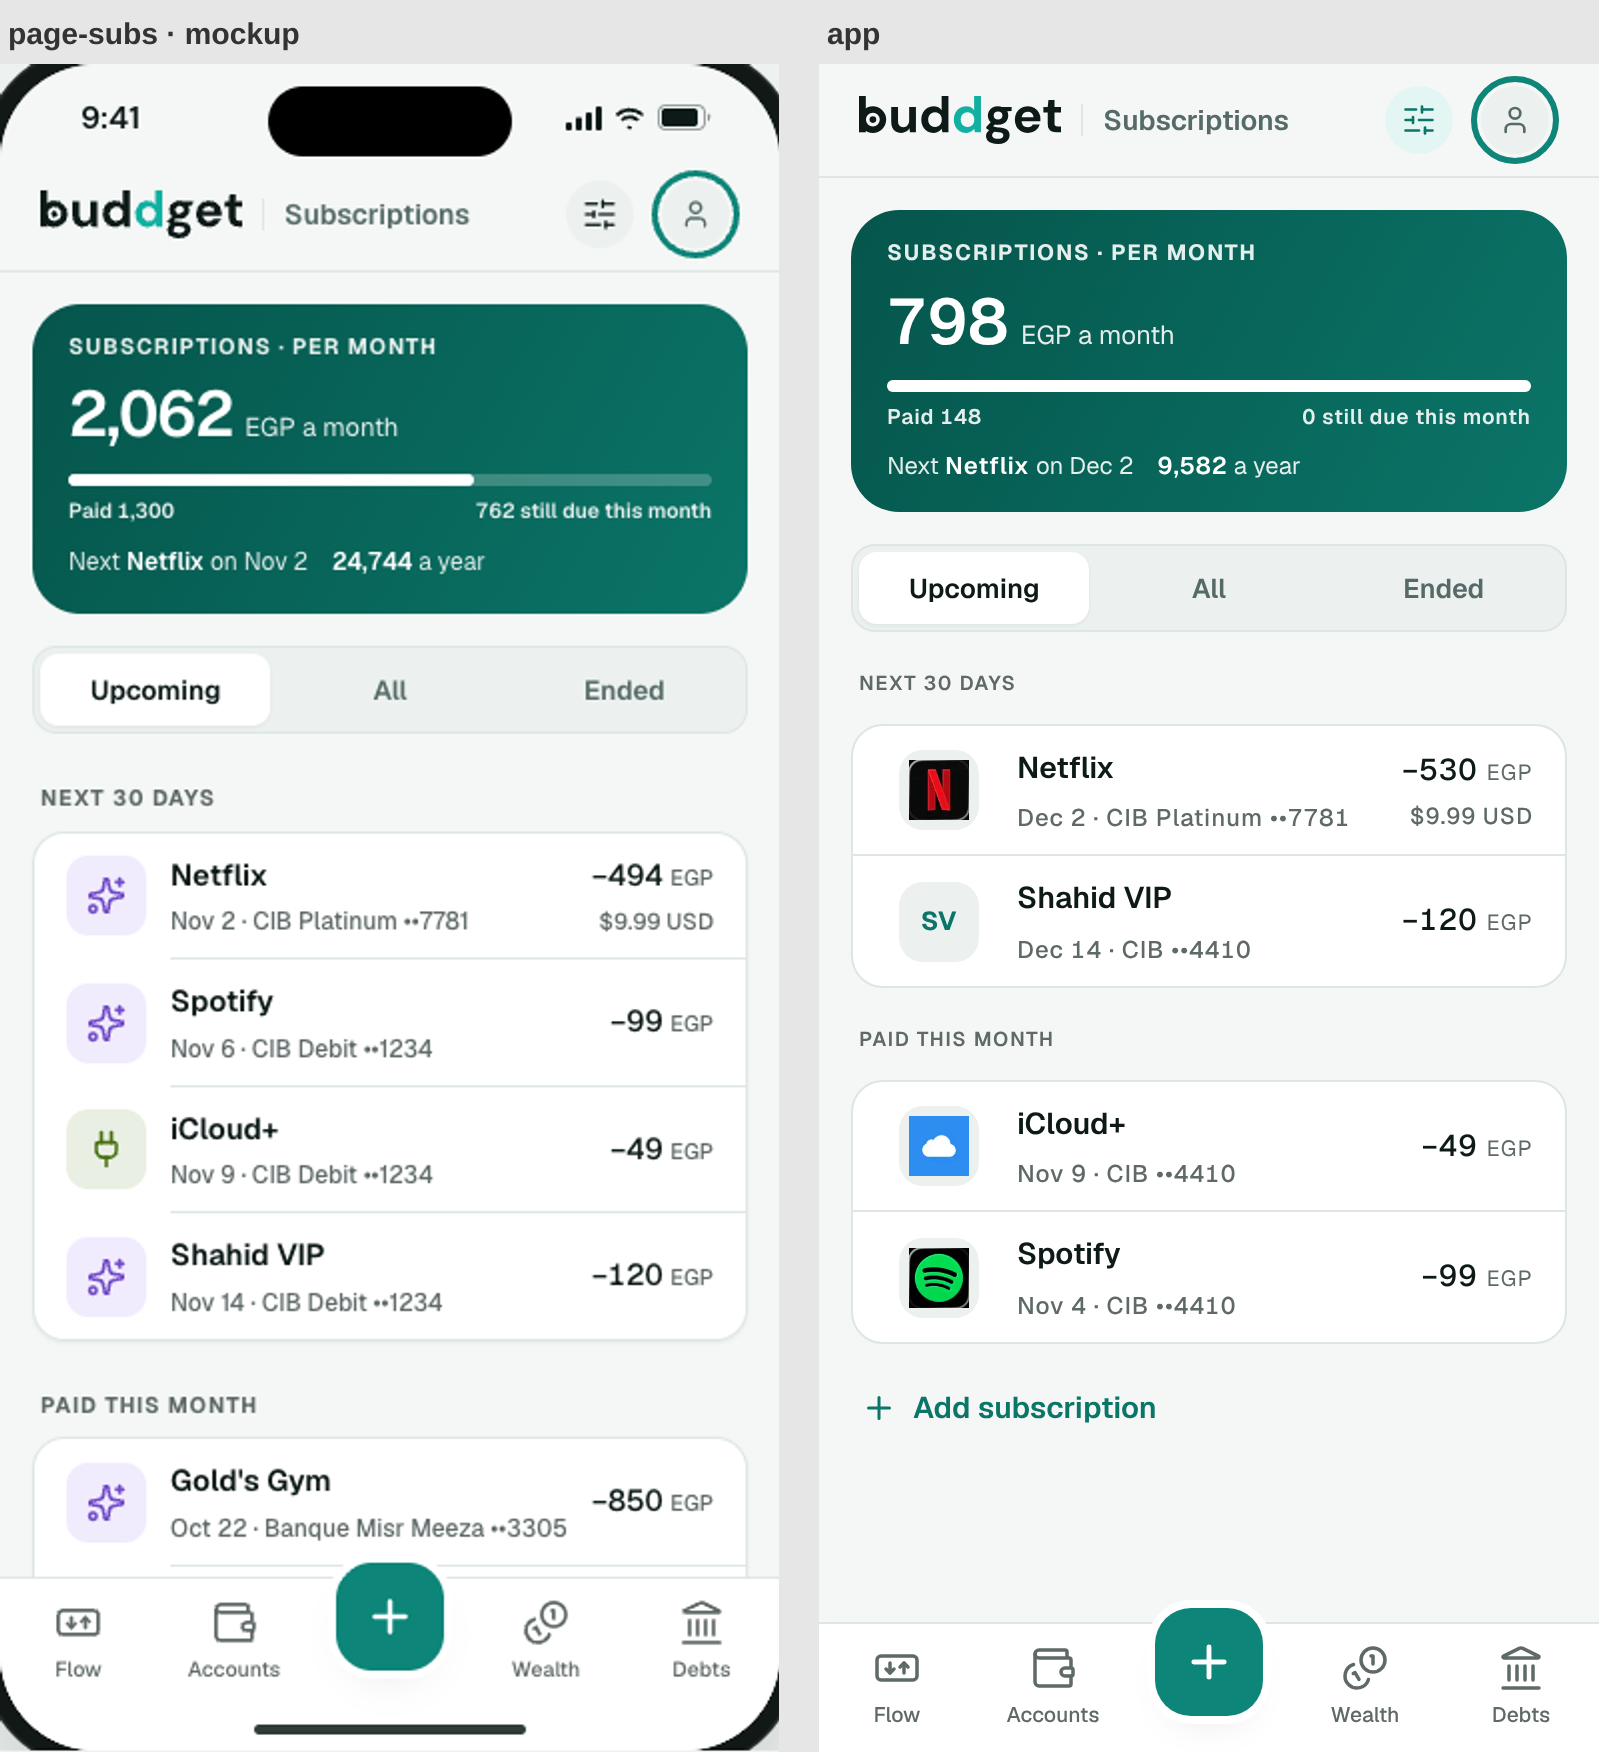 page-subs · mockup
9:41
buddget
Subscriptions
SUBSCRIPTIONS · PER MONTH
2,062 EGP a month
Paid 1,300
762 still due this month
Next Netflix on Nov 2 24,744 a year
Upcoming
All
Ended
NEXT 30 DAYS
Netflix
−494 EGP
Nov 2 · CIB Platinum ••7781
$9.99 USD
Spotify
−99 EGP
Nov 6 · CIB Debit ••1234
iCloud+
−49 EGP
Nov 9 · CIB Debit ••1234
Shahid VIP
−120 EGP
Nov 14 · CIB Debit ••1234
PAID THIS MONTH
Gold's Gym
−850 EGP
Oct 22 · Banque Misr Meeza ••3305
Flow
Accounts
Wealth
Debts
app
buddget
Subscriptions
SUBSCRIPTIONS · PER MONTH
798 EGP a month
Paid 148
0 still due this month
Next Netflix on Dec 2 9,582 a year
Upcoming
All
Ended
NEXT 30 DAYS
N
Netflix
−530 EGP
Dec 2 · CIB Platinum ••7781
$9.99 USD
SV
Shahid VIP
−120 EGP
Dec 14 · CIB ••4410
PAID THIS MONTH
iCloud+
−49 EGP
Nov 9 · CIB ••4410
Spotify
−99 EGP
Nov 4 · CIB ••4410
Add subscription
Flow
Accounts
Wealth
Debts